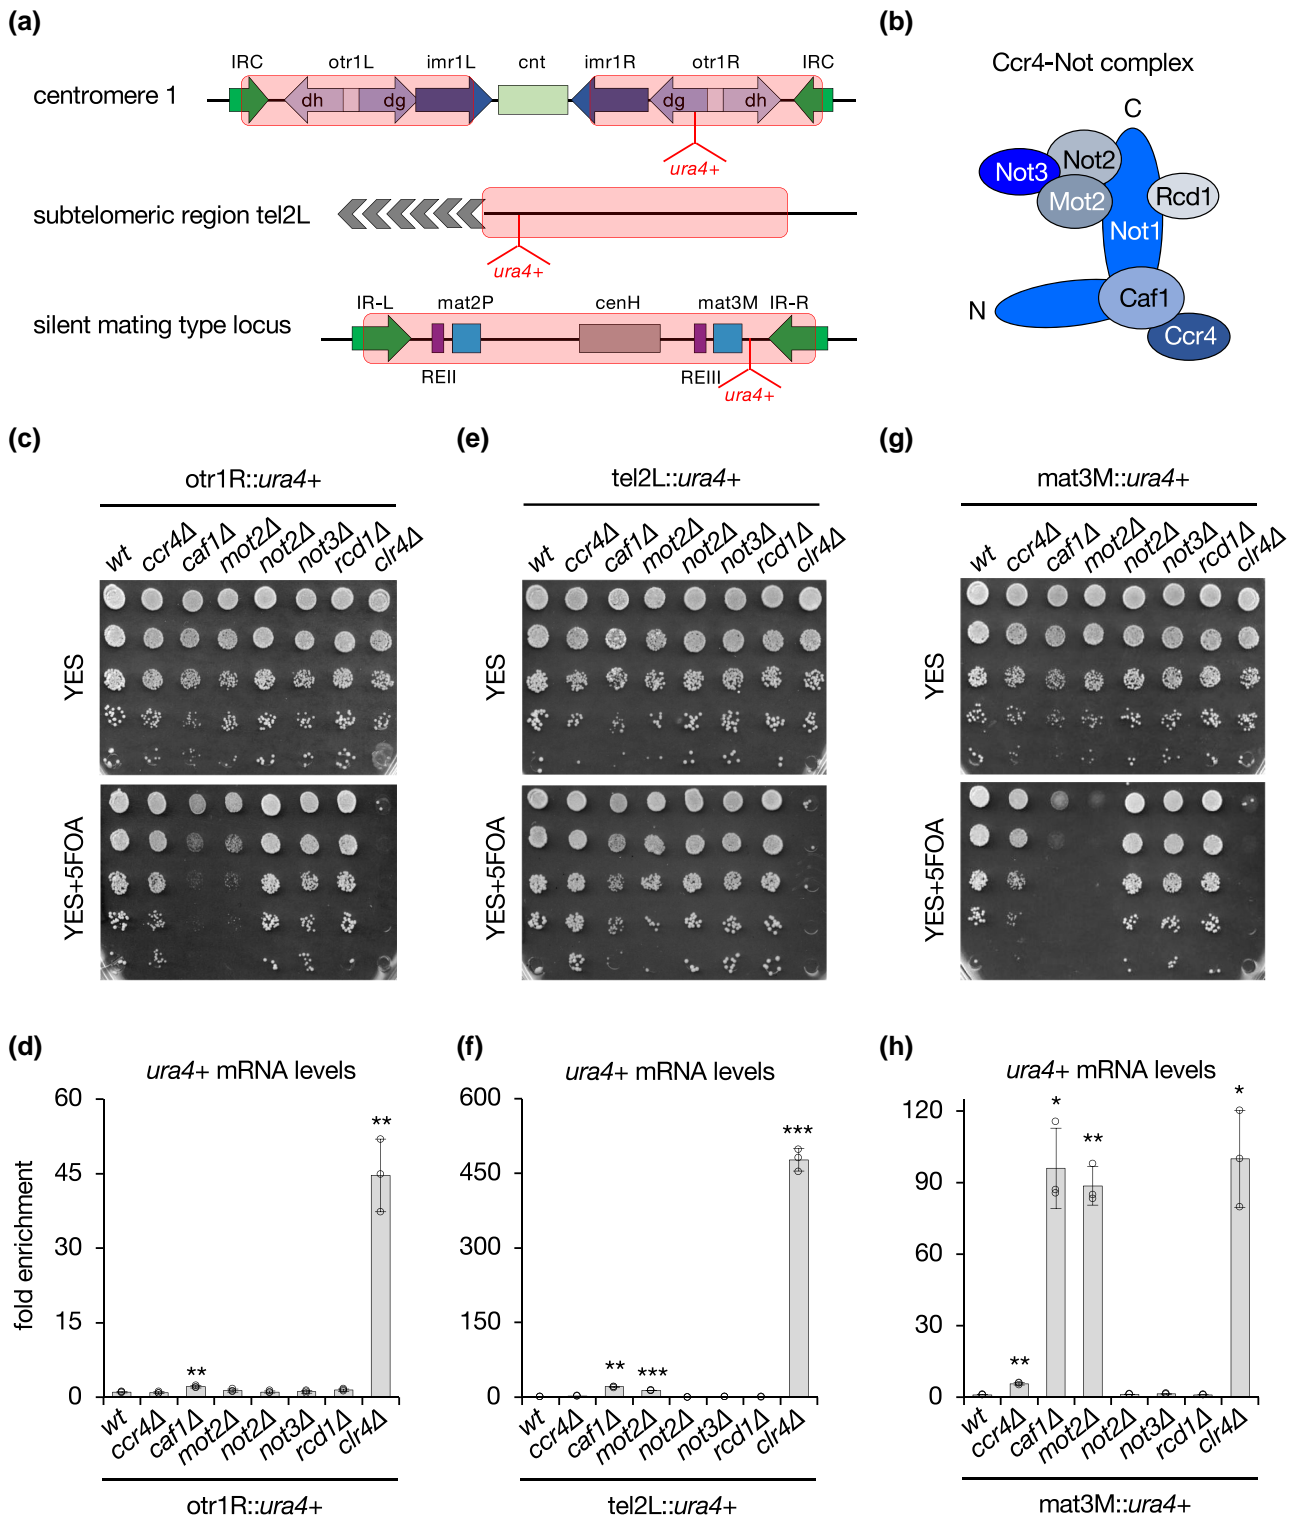 (a)
IRC otr1L imr1L cnt imr1R otr1R IRC
centromere 1
dh dg dg dh
ura4+
subtelomeric region tel2L
ura4+
IR-L mat2P cenH mat3M IR-R
silent mating type locus
REII REIII
ura4+
(b)
Ccr4-Not complex
C
Not2
Not3
Mot2
Rcd1
Not1
Caf1
N
Ccr4
(c)
otr1R::ura4+
wt ccr4Δ caf1Δ mot2Δ not2Δ not3Δ rcd1Δ clr4Δ
YES
YES+5FOA
(e)
tel2L::ura4+
wt ccr4Δ caf1Δ mot2Δ not2Δ not3Δ rcd1Δ clr4Δ
YES
YES+5FOA
(g)
mat3M::ura4+
wt ccr4Δ caf1Δ mot2Δ not2Δ not3Δ rcd1Δ clr4Δ
YES
YES+5FOA
(d)
ura4+ mRNA levels
fold enrichment
60
45
30
15
0
**
**
wt ccr4Δ caf1Δ mot2Δ not2Δ not3Δ rcd1Δ clr4Δ
otr1R::ura4+
(f)
ura4+ mRNA levels
600
450
300
150
0
**
***
***
wt ccr4Δ caf1Δ mot2Δ not2Δ not3Δ rcd1Δ clr4Δ
tel2L::ura4+
(h)
ura4+ mRNA levels
120
90
60
30
0
**
*
**
*
wt ccr4Δ caf1Δ mot2Δ not2Δ not3Δ rcd1Δ clr4Δ
mat3M::ura4+